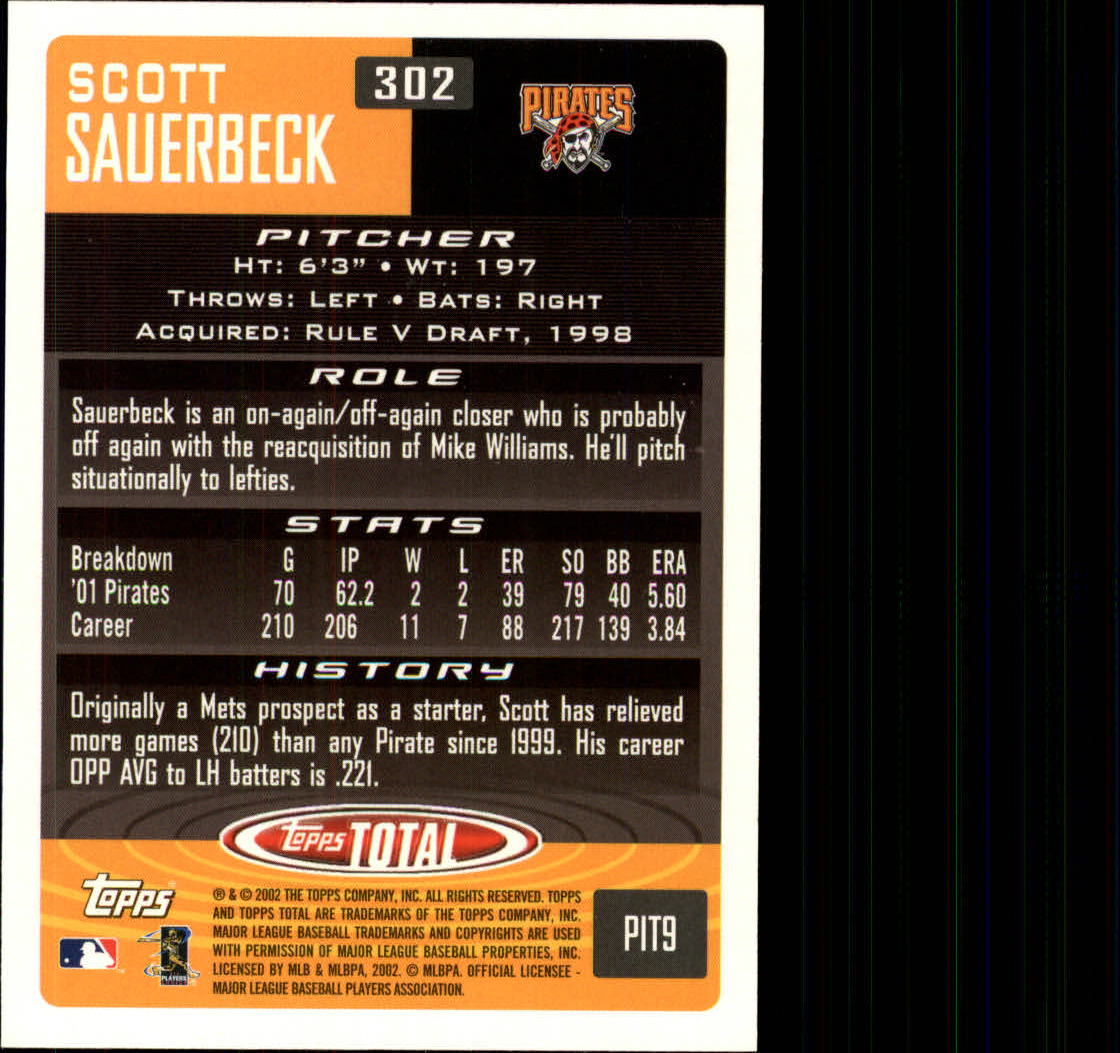 SCOTT
SAUERBECK
302
PIRATES
PITCHER
HT: 6'3" • WT: 197
THROWS: LEFT • BATS: RIGHT
ACQUIRED: RULE V DRAFT, 1998
ROLE
Sauerbeck is an on-again/off-again closer who is probably
off again with the reacquisition of Mike Williams. He'll pitch
situationally to lefties.
STATS
Breakdown G IP W L ER SO BB ERA
'01 Pirates 70 62.2 2 2 39 79 40 5.60
Career 210 206 11 7 88 217 139 3.84
HISTORY
Originally a Mets prospect as a starter, Scott has relieved
more games (210) than any Pirate since 1999. His career
OPP AVG to LH batters is .221.
Topps TOTAL
Topps
® & © 2002 THE TOPPS COMPANY, INC. ALL RIGHTS RESERVED. TOPPS
AND TOPPS TOTAL ARE TRADEMARKS OF THE TOPPS COMPANY, INC.
MAJOR LEAGUE BASEBALL TRADEMARKS AND COPYRIGHTS ARE USED
WITH PERMISSION OF MAJOR LEAGUE BASEBALL PROPERTIES, INC.
LICENSED BY MLB & MLBPA, 2002. © MLBPA. OFFICIAL LICENSEE -
MAJOR LEAGUE BASEBALL PLAYERS ASSOCIATION.
PIT9
PLAYERS